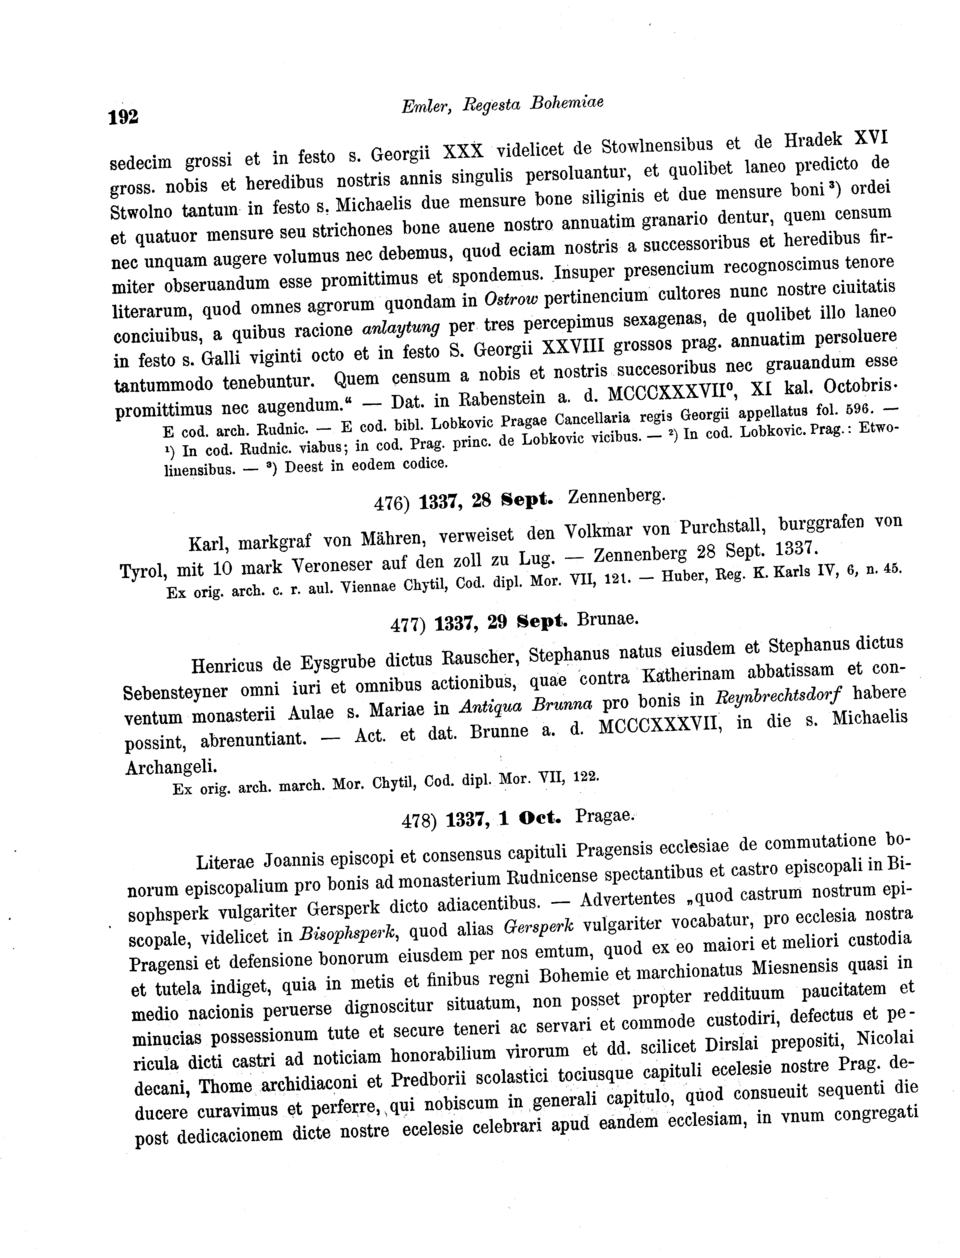 192
Emler, Regesta Bohemiae
sedecim grossi et in festo s. Georgii XXX videlicet de Stowlnensibus et de Hradek XVI
gross. nobis et heredibus nostris annis singulis persoluantur, et quolibet laneo predicto de
Stwolno tantum in festo s. Michaelis due mensure bone siliginis et due mensure boni³) ordei
et quatuor mensure seu strichones bone auene nostro annuatim granario dentur, quem censum
nec unquam augere volumus nec debemus, quod eciam nostris a successoribus et heredibus fir-
miter obseruandum esse promittimus et spondemus. Insuper presencium recognoscimus tenore
literarum, quod omnes agrorum quondam in Ostrow pertinencium cultores nunc nostre ciuitatis
conciuibus, a quibus racione anlaytung per tres percepimus sexagenas, de quolibet illo laneo
in festo s. Galli viginti octo et in festo S. Georgii XXVIII grossos prag. annuatim persoluere
tantummodo tenebuntur. Quem censum a nobis et nostris succesoribus nec grauandum esse
promittimus nec augendum.“ — Dat. in Rabenstein a. d. MCCCXXXVII⁰, XI kal. Octobris.
E cod. arch. Rudnic. — E cod. bibl. Lobkovic Pragae Cancellaria regis Georgii appellatus fol. 596. —
¹) In cod. Rudnic. viabus; in cod. Prag. princ. de Lobkovic vicibus. — ²) In cod. Lobkovic. Prag.: Etwo-
linensibus. — ³) Deest in eodem codice.
476) 1337, 28 Sept. Zennenberg.
Karl, markgraf von Mähren, verweiset den Volkmar von Purchstall, burggrafen von
Tyrol, mit 10 mark Veroneser auf den zoll zu Lug. — Zennenberg 28 Sept. 1337.
Ex orig. arch. c. r. aul. Viennae Chytil, Cod. dipl. Mor. VII, 121. — Huber, Reg. K. Karls IV, 6, n. 45.
477) 1337, 29 Sept. Brunae.
Henricus de Eysgrube dictus Rauscher, Stephanus natus eiusdem et Stephanus dictus
Sebensteyner omni iuri et omnibus actionibus, quae contra Katherinam abbatissam et con-
ventum monasterii Aulae s. Mariae in Antiqua Brunna pro bonis in Reynbrechtsdorf habere
possint, abrenuntiant. — Act. et dat. Brunne a. d. MCCCXXXVII, in die s. Michaelis
Archangeli.
Ex orig. arch. march. Mor. Chytil, Cod. dipl. Mor. VII, 122.
478) 1337, 1 Oct. Pragae.
Literae Joannis episcopi et consensus capituli Pragensis ecclesiae de commutatione bo-
norum episcopalium pro bonis ad monasterium Rudnicense spectantibus et castro episcopali in Bi-
sophsperk vulgariter Gersperk dicto adiacentibus. — Advertentes „quod castrum nostrum epi-
scopale, videlicet in Bisophsperk, quod alias Gersperk vulgariter vocabatur, pro ecclesia nostra
Pragensi et defensione bonorum eiusdem per nos emtum, quod ex eo maiori et meliori custodia
et tutela indiget, quia in metis et finibus regni Bohemie et marchionatus Miesnensis quasi in
medio nacionis peruerse dignoscitur situatum, non posset propter reddituum paucitatem et
minucias possessionum tute et secure teneri ac servari et commode custodiri, defectus et pe-
ricula dicti castri ad noticiam honorabilium virorum et dd. scilicet Dirslai prepositi, Nicolai
decani, Thome archidiaconi et Predborii scolastici tociusque capituli ecelesie nostre Prag. de-
ducere curavimus et perferre, qui nobiscum in generali capitulo, quod consueuit sequenti die
post dedicacionem dicte nostre ecelesie celebrari apud eandem ecclesiam, in vnum congregati